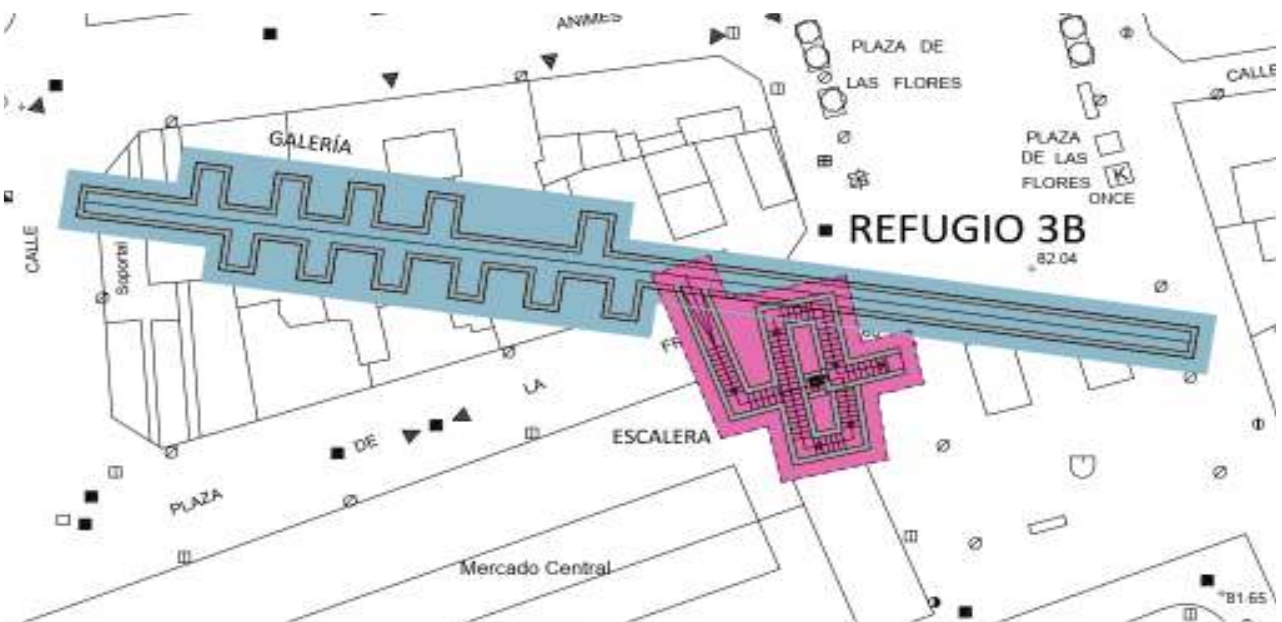 ANIMES
PLAZA DE
LAS FLORES
CALLE
GALERÍA
PLAZA
DE LAS
FLORES
K
ONCE
CALLE
Soportal
REFUGIO 3B
82.04
FR
LA
ESCALERA
DE
PLAZA
Mercado Central
81.65